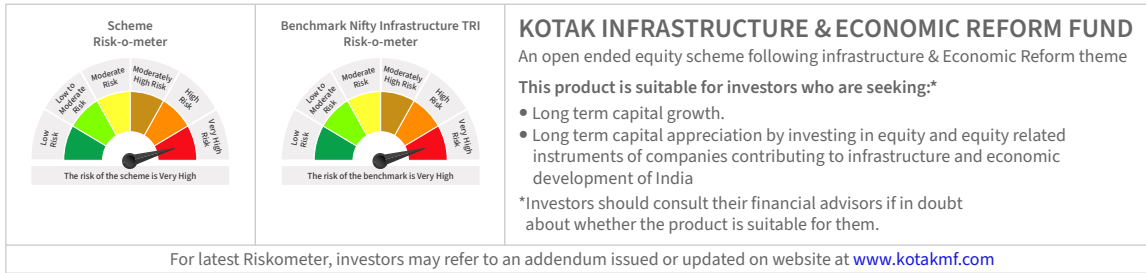 Scheme
Risk-o-meter
Low Risk
Low to Moderate Risk
Moderate Risk
Moderately High Risk
High Risk
Very High Risk
The risk of the scheme is Very High
Benchmark Nifty Infrastructure TRI
Risk-o-meter
Low Risk
Low to Moderate Risk
Moderate Risk
Moderately High Risk
High Risk
Very High Risk
The risk of the benchmark is Very High
KOTAK INFRASTRUCTURE & ECONOMIC REFORM FUND
An open ended equity scheme following infrastructure & Economic Reform theme
This product is suitable for investors who are seeking:*
• Long term capital growth.
• Long term capital appreciation by investing in equity and equity related
instruments of companies contributing to infrastructure and economic
development of India
*Investors should consult their financial advisors if in doubt
about whether the product is suitable for them.
For latest Riskometer, investors may refer to an addendum issued or updated on website at www.kotakmf.com